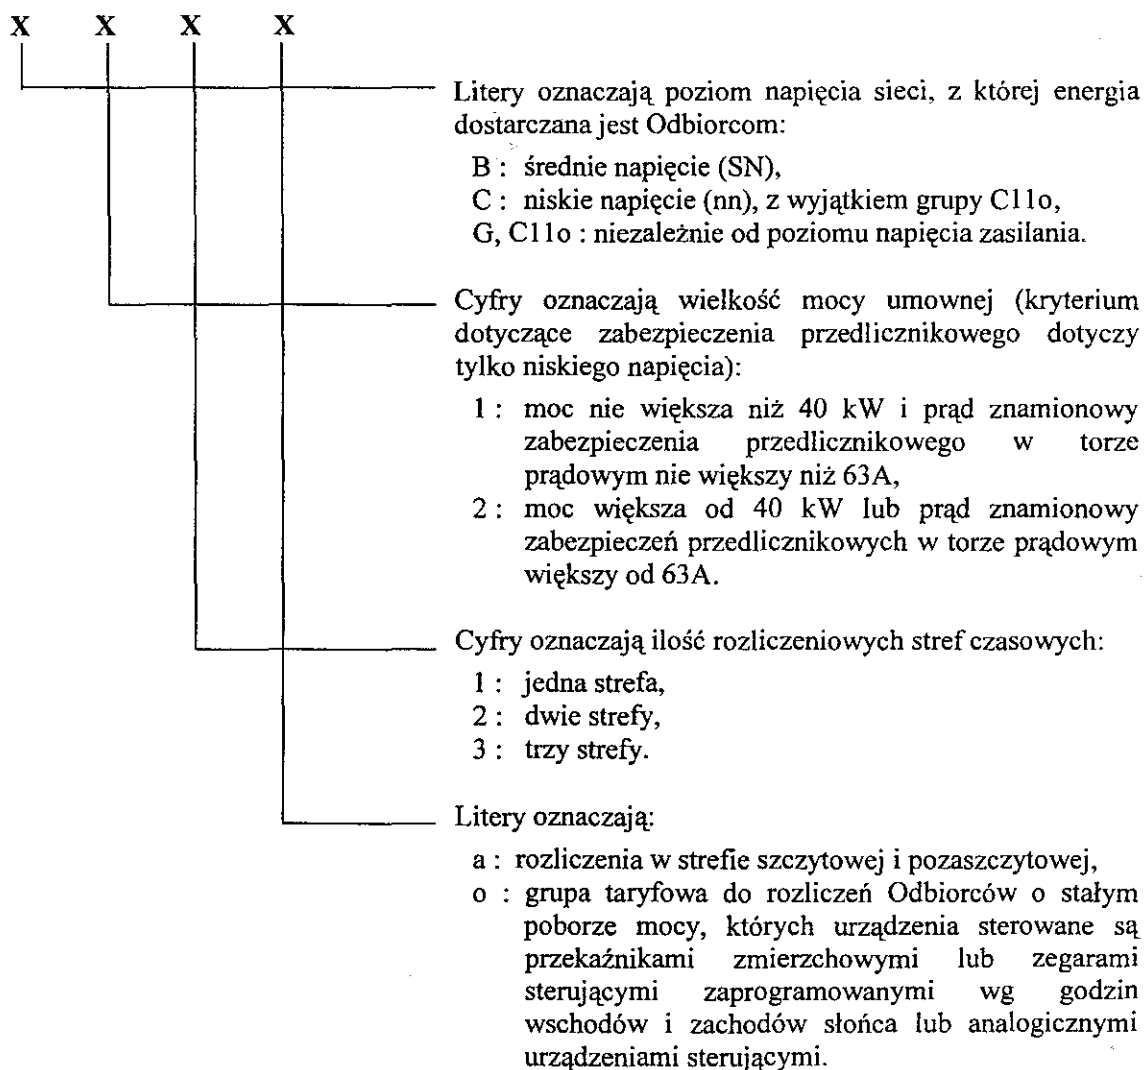 X X X X
Litery oznaczają poziom napięcia sieci, z której energia
dostarczana jest Odbiorcom:
B : średnie napięcie (SN),
C : niskie napięcie (nn), z wyjątkiem grupy C11o,
G, C11o : niezależnie od poziomu napięcia zasilania.
Cyfry oznaczają wielkość mocy umownej (kryterium
dotyczące zabezpieczenia przedlicznikowego dotyczy
tylko niskiego napięcia):
1 : moc nie większa niż 40 kW i prąd znamionowy
zabezpieczenia przedlicznikowego w torze
prądowym nie większy niż 63A,
2 : moc większa od 40 kW lub prąd znamionowy
zabezpieczeń przedlicznikowych w torze prądowym
większy od 63A.
Cyfry oznaczają ilość rozliczeniowych stref czasowych:
1 : jedna strefa,
2 : dwie strefy,
3 : trzy strefy.
Litery oznaczają:
a : rozliczenia w strefie szczytowej i pozaszczytowej,
o : grupa taryfowa do rozliczeń Odbiorców o stałym
poborze mocy, których urządzenia sterowane są
przekaźnikami zmierzchowymi lub zegarami
sterującymi zaprogramowanymi wg godzin
wschodów i zachodów słońca lub analogicznymi
urządzeniami sterującymi.